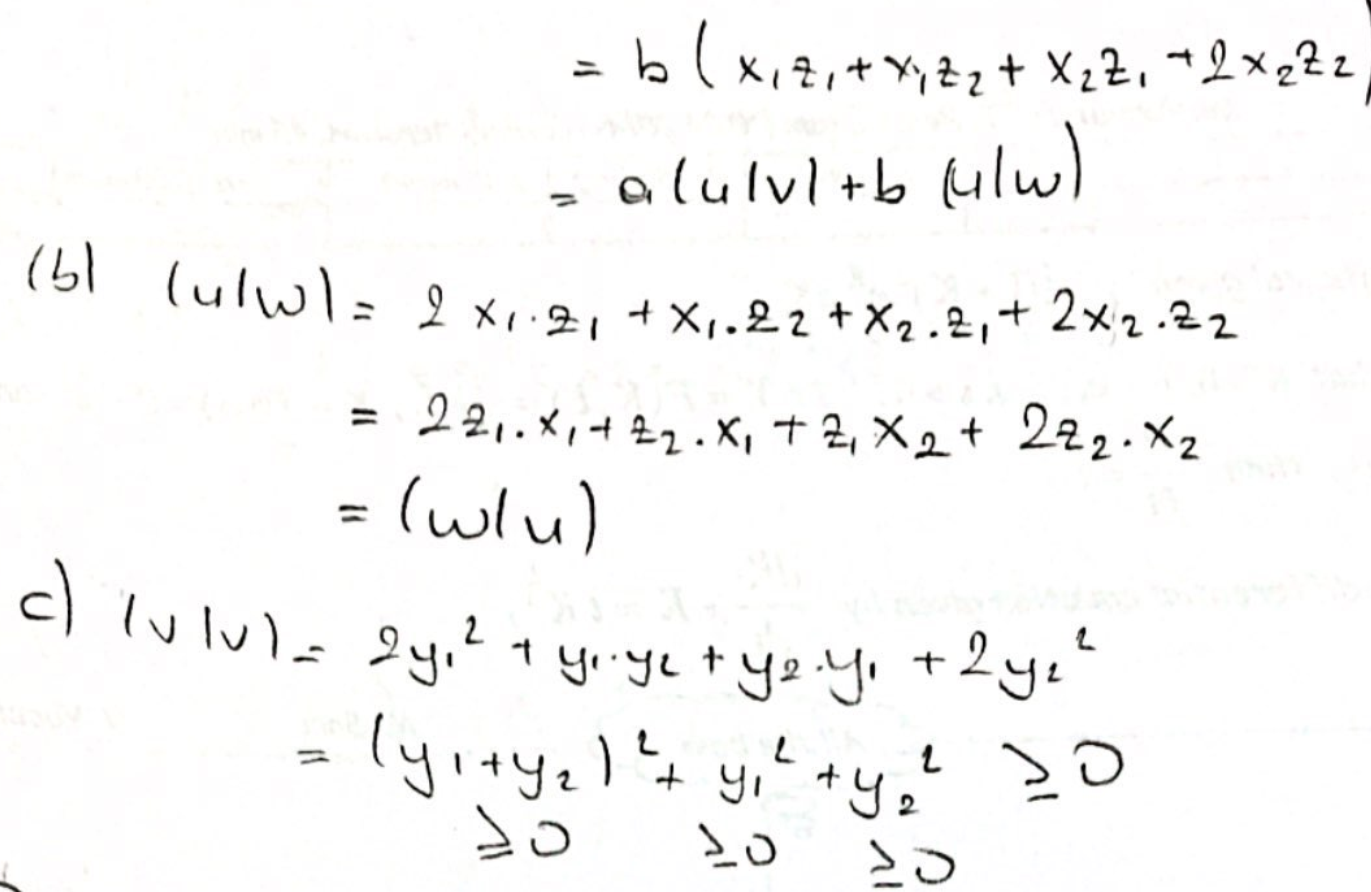 = b ( x₁z₁ + x₁z₂ + x₂z₁ + 2x₂z₂)
= a(u|v) + b (u|w)
(b) (u|w) = 2 x₁.z₁ + x₁.z₂ + x₂.z₁ + 2x₂.z₂
= 2z₁.x₁ + z₂.x₁ + z₁x₂ + 2z₂.x₂
= (w|u)
c) (v|v) = 2y₁² + y₁.y₂ + y₂.y₁ + 2y₂²
= (y₁+y₂)² + y₁² + y₂² ≥ 0
≥0 ≥0 ≥0